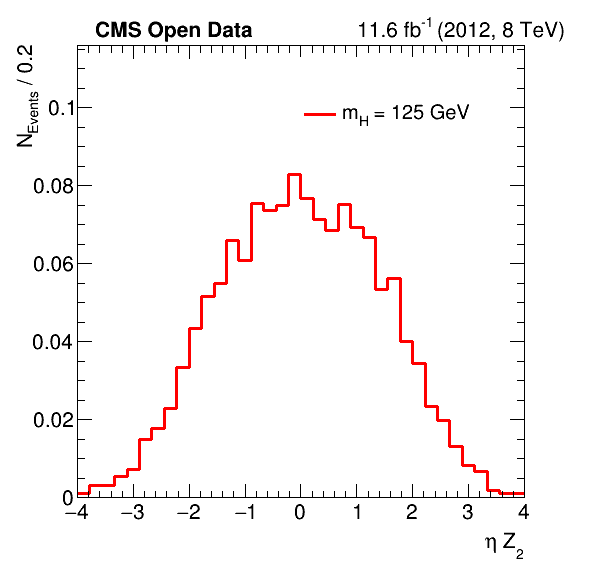 CMS Open Data 11.6 fb-1 (2012, 8 TeV)
NEvents / 0.2
mH = 125 GeV
0.1
0.08
0.06
0.04
0.02
0
−4 −3 −2 −1 0 1 2 3 4
η Z2